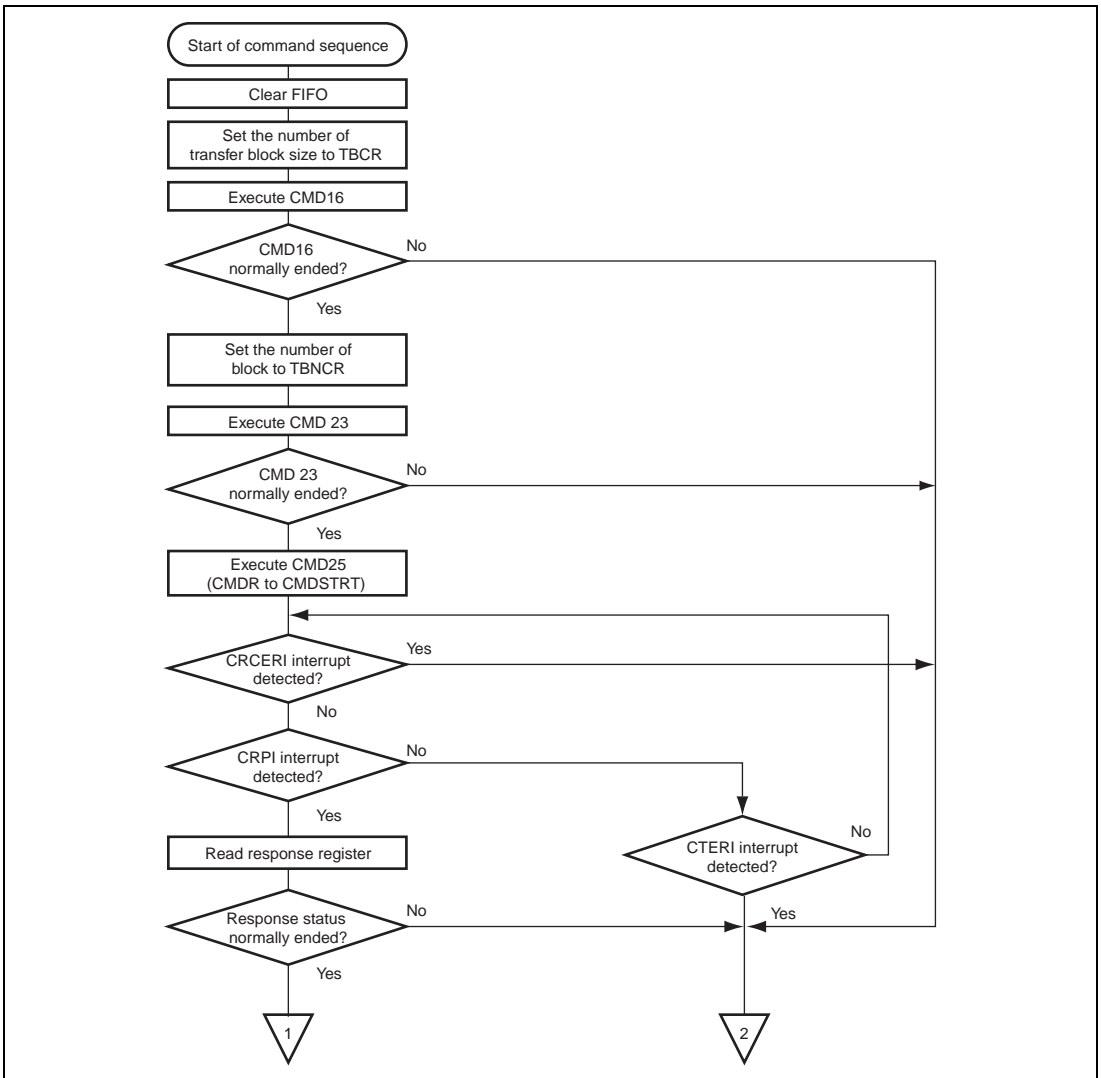 Start of command sequence
Clear FIFO
Set the number of
transfer block size to TBCR
Execute CMD16
CMD16
normally ended?
No
Yes
Set the number of
block to TBNCR
Execute CMD 23
CMD 23
normally ended?
No
Yes
Execute CMD25
(CMDR to CMDSTRT)
CRCERI interrupt
detected?
Yes
No
CRPI interrupt
detected?
No
Yes
CTERI interrupt
detected?
No
Yes
Read response register
Response status
normally ended?
No
Yes
1
2